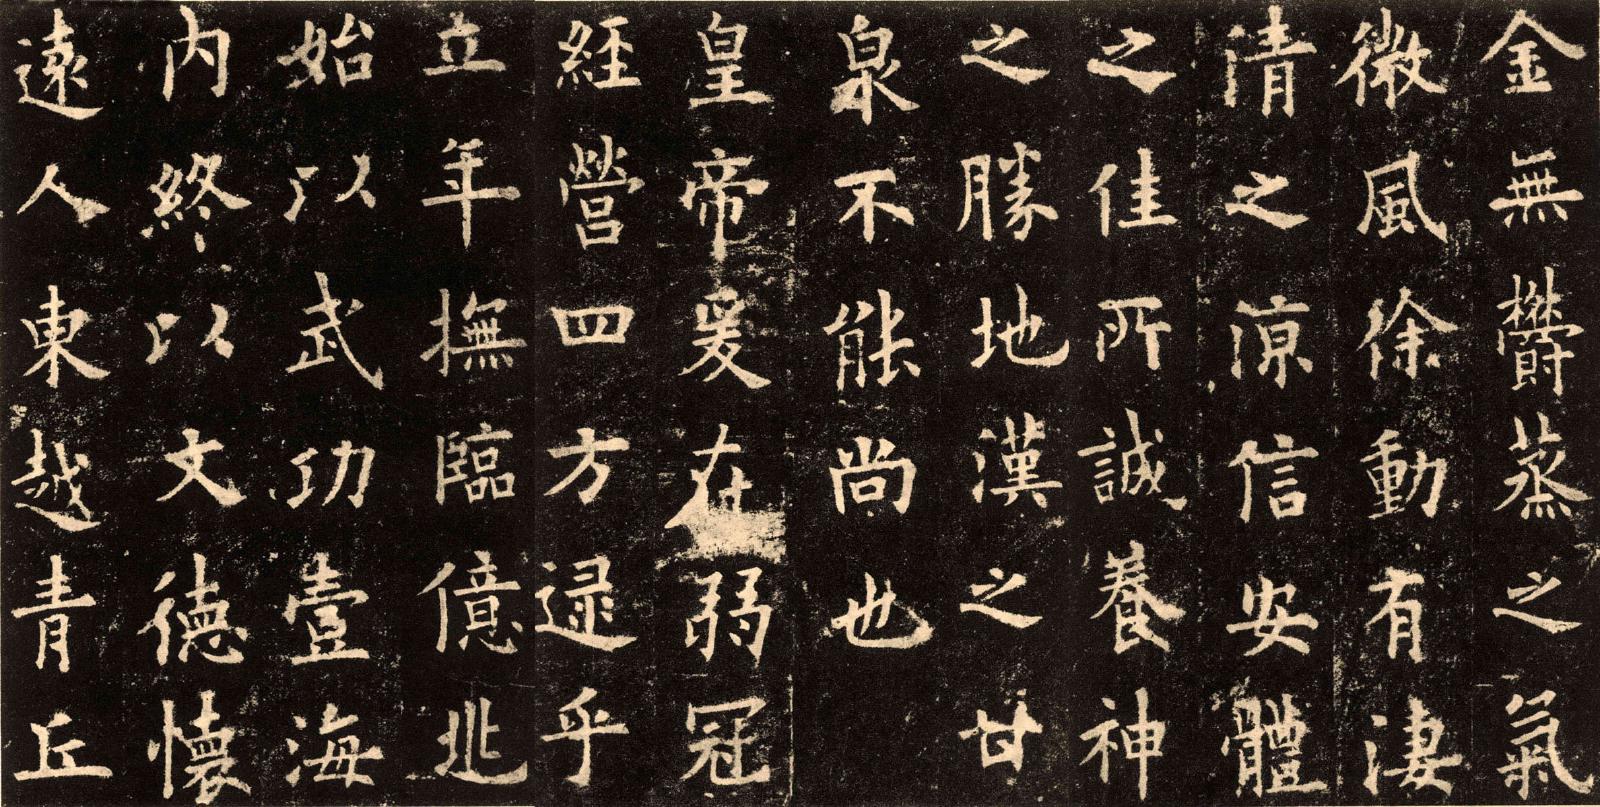 金無欝蒸之氣
微風徐動有淒
清之涼信安體
之佳所誠養神
之勝地漢之甘
泉不能尚也
皇帝爰在弱冠
經營四方逮乎
立年撫臨億兆
始以武功壹海
内終以文德懷
遠人東越青丘